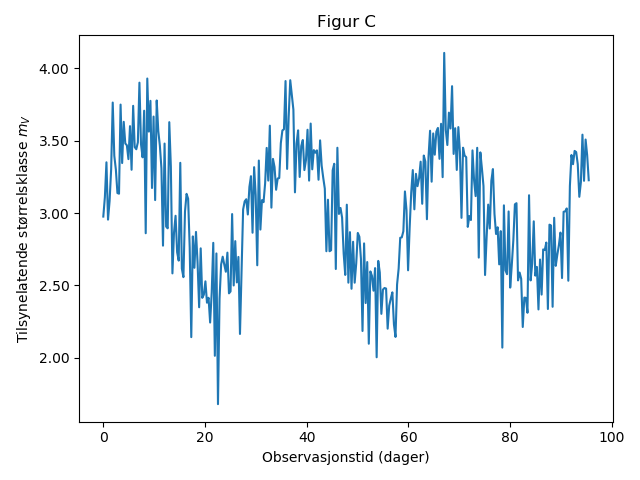 Figur C
Tilsynelatende størrelsklasse $m_V$
4.00
3.50
3.00
2.50
2.00
0 20 40 60 80 100
Observasjonstid (dager)